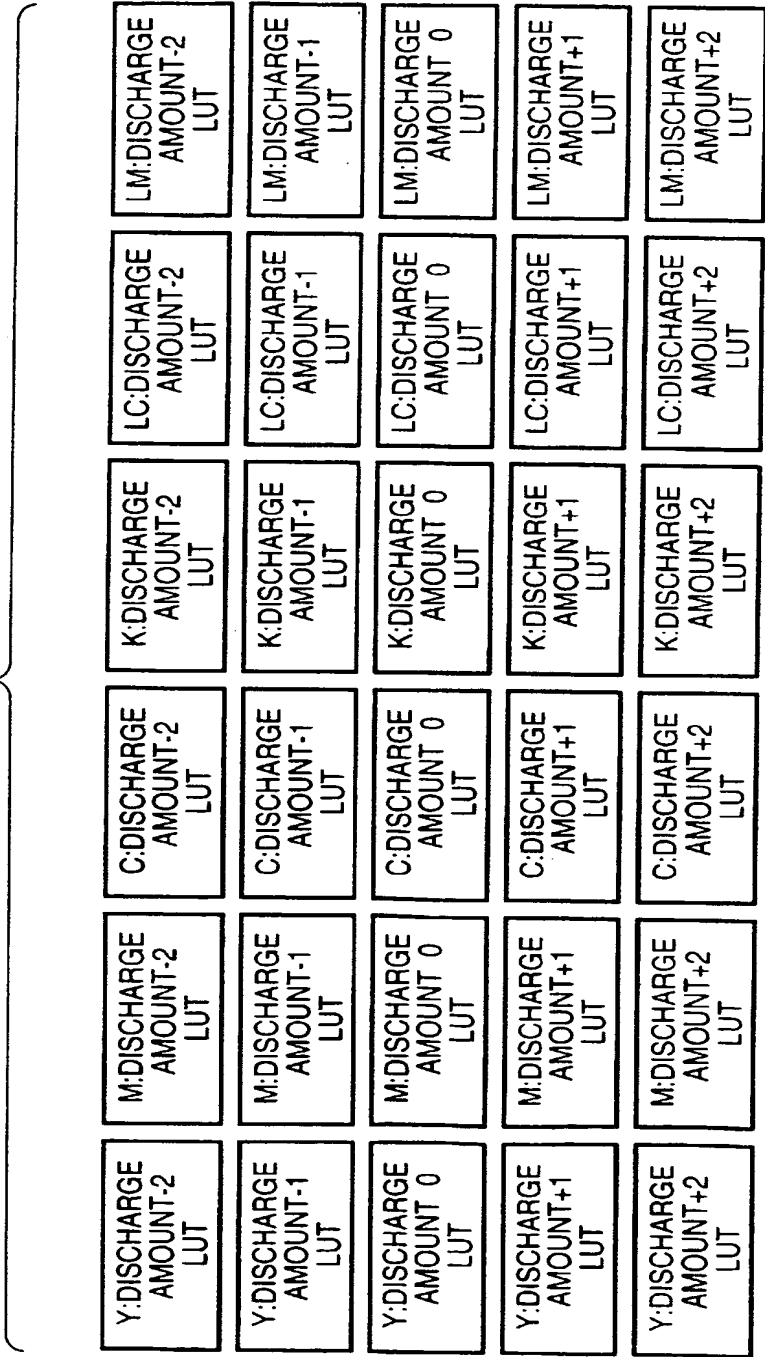 Y:DISCHARGE
AMOUNT-2
LUT
M:DISCHARGE
AMOUNT-2
LUT
C:DISCHARGE
AMOUNT-2
LUT
K:DISCHARGE
AMOUNT-2
LUT
LC:DISCHARGE
AMOUNT-2
LUT
LM:DISCHARGE
AMOUNT-2
LUT
Y:DISCHARGE
AMOUNT-1
LUT
M:DISCHARGE
AMOUNT-1
LUT
C:DISCHARGE
AMOUNT-1
LUT
K:DISCHARGE
AMOUNT-1
LUT
LC:DISCHARGE
AMOUNT-1
LUT
LM:DISCHARGE
AMOUNT-1
LUT
Y:DISCHARGE
AMOUNT 0
LUT
M:DISCHARGE
AMOUNT 0
LUT
C:DISCHARGE
AMOUNT 0
LUT
K:DISCHARGE
AMOUNT 0
LUT
LC:DISCHARGE
AMOUNT 0
LUT
LM:DISCHARGE
AMOUNT 0
LUT
Y:DISCHARGE
AMOUNT+1
LUT
M:DISCHARGE
AMOUNT+1
LUT
C:DISCHARGE
AMOUNT+1
LUT
K:DISCHARGE
AMOUNT+1
LUT
LC:DISCHARGE
AMOUNT+1
LUT
LM:DISCHARGE
AMOUNT+1
LUT
Y:DISCHARGE
AMOUNT+2
LUT
M:DISCHARGE
AMOUNT+2
LUT
C:DISCHARGE
AMOUNT+2
LUT
K:DISCHARGE
AMOUNT+2
LUT
LC:DISCHARGE
AMOUNT+2
LUT
LM:DISCHARGE
AMOUNT+2
LUT